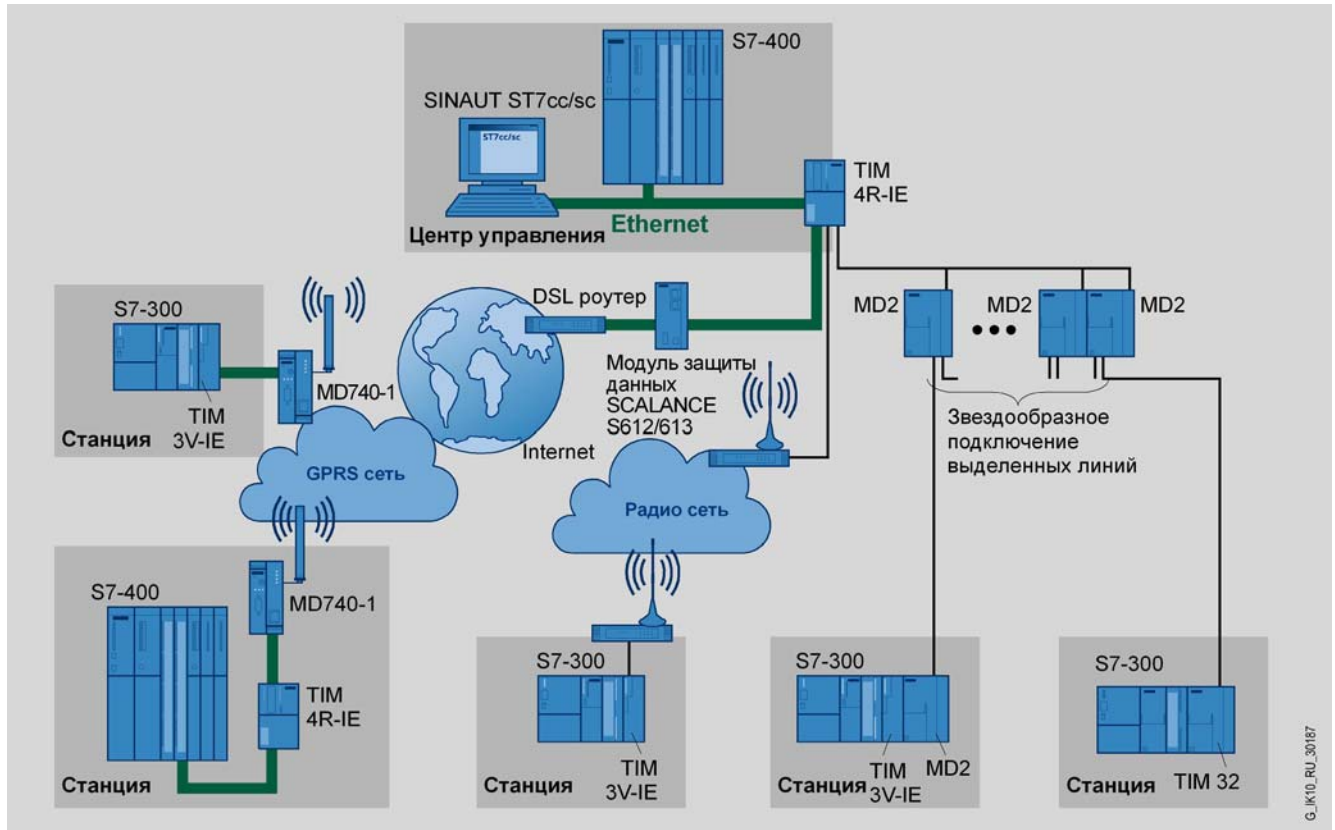 S7-400
SINAUT ST7cc/sc
ST7cc/sc
TIM
4R-IE
Ethernet
Центр управления
S7-300
DSL роутер
MD2
MD2
MD2
MD740-1
Модуль защиты
данных
SCALANCE
S612/613
TIM
3V-IE
Станция
Internet
Звездообразное
подключение
выделенных линий
GPRS сеть
Радио сеть
S7-400
MD740-1
TIM
4R-IE
Станция
S7-300
TIM
3V-IE
Станция
S7-300
TIM
3V-IE
MD2
Станция
S7-300
TIM 32
Станция
G_IK10_RU_30187